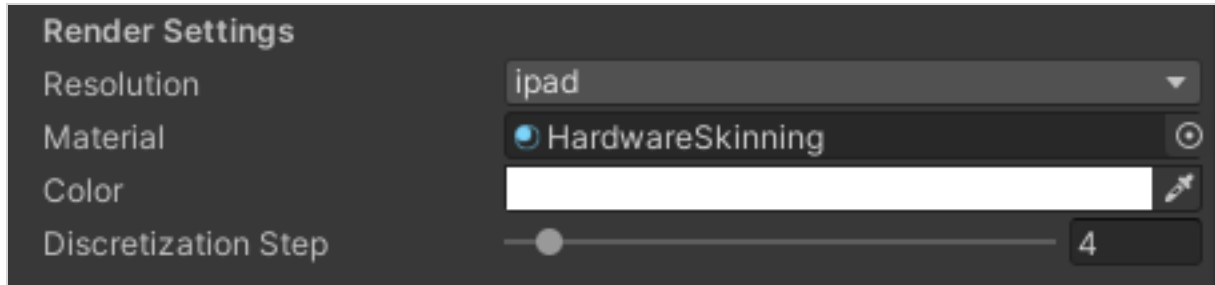 Render Settings
Resolution ipad
Material HardwareSkinning
Color
Discretization Step 4